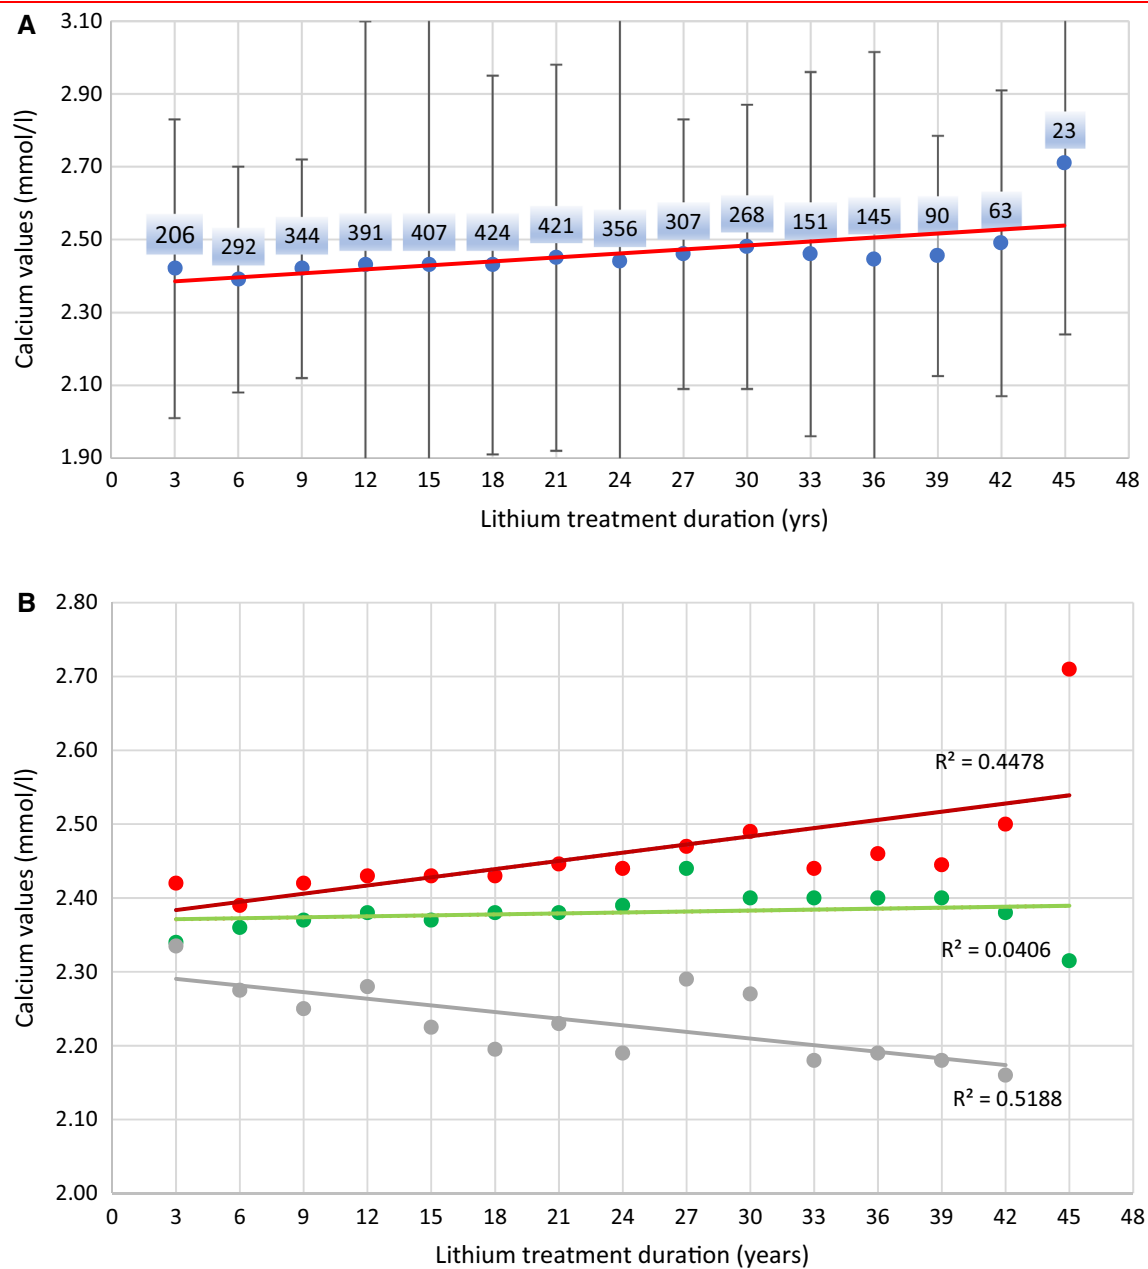 A
3.10
2.90
2.70
2.50
2.30
2.10
1.90
Calcium values (mmol/l)
206 292 344 391 407 424 421 356 307 268 151 145 90 63 23
0 3 6 9 12 15 18 21 24 27 30 33 36 39 42 45 48
Lithium treatment duration (yrs)
B
2.80
2.70
2.60
2.50
2.40
2.30
2.20
2.10
2.00
Calcium values (mmol/l)
R² = 0.4478
R² = 0.0406
R² = 0.5188
0 3 6 9 12 15 18 21 24 27 30 33 36 39 42 45 48
Lithium treatment duration (years)